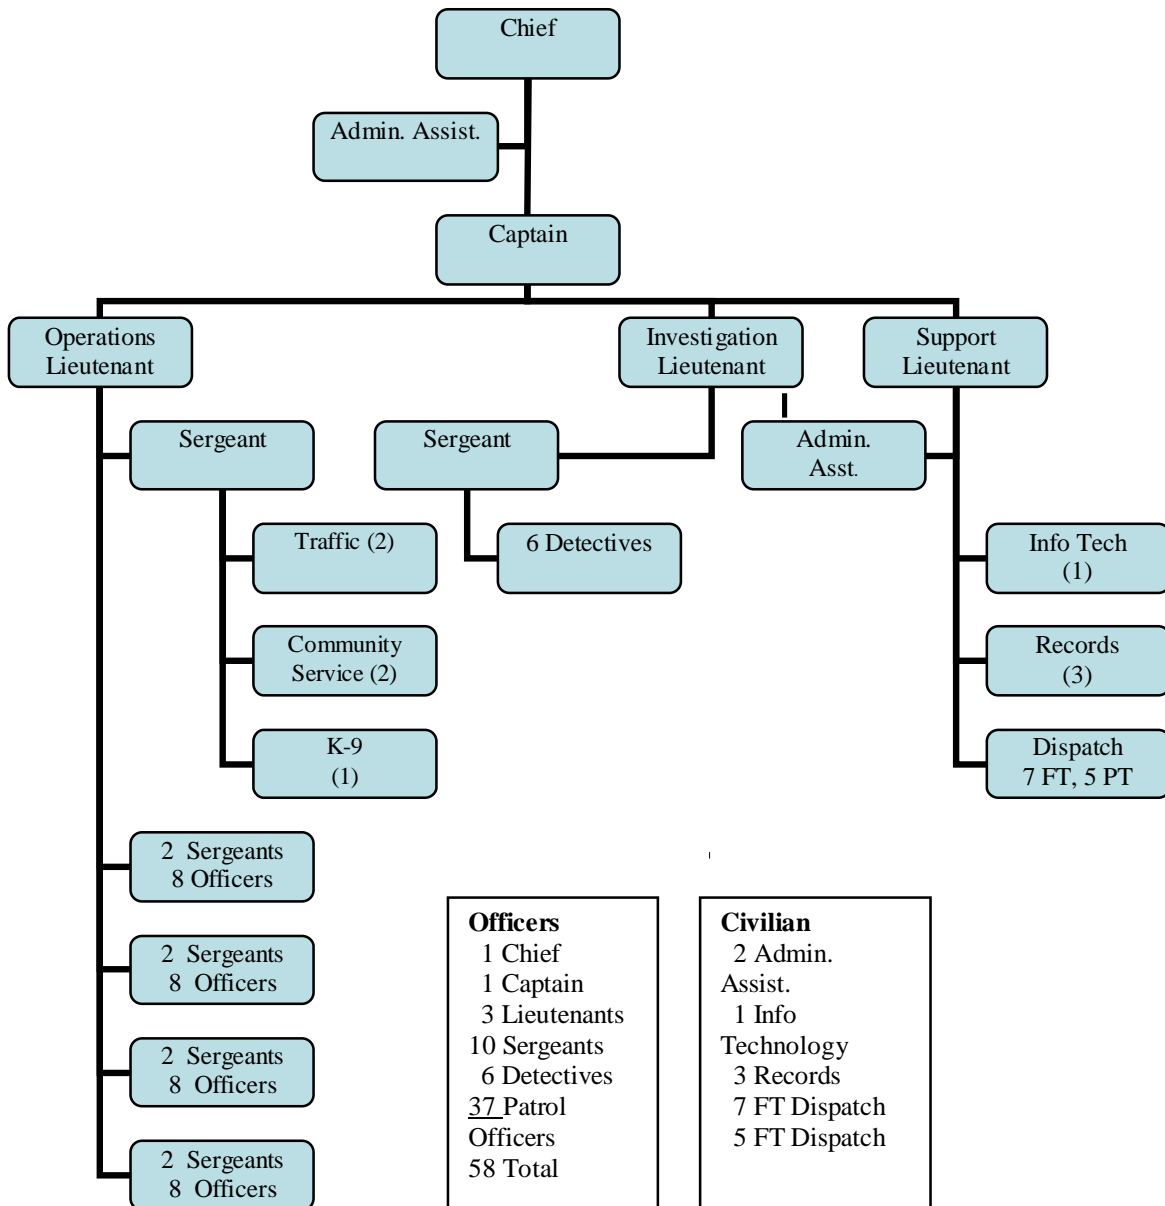 Chief
Admin. Assist.
Captain
Operations
Lieutenant
Investigation
Lieutenant
Support
Lieutenant
Sergeant
Sergeant
Admin.
Asst.
Traffic (2)
6 Detectives
Info Tech
(1)
Community
Service (2)
Records
(3)
K-9
(1)
Dispatch
7 FT, 5 PT
2 Sergeants
8 Officers
2 Sergeants
8 Officers
2 Sergeants
8 Officers
2 Sergeants
8 Officers
Officers
1 Chief
1 Captain
3 Lieutenants
10 Sergeants
6 Detectives
37 Patrol
Officers
58 Total
Civilian
2 Admin.
Assist.
1 Info
Technology
3 Records
7 FT Dispatch
5 FT Dispatch